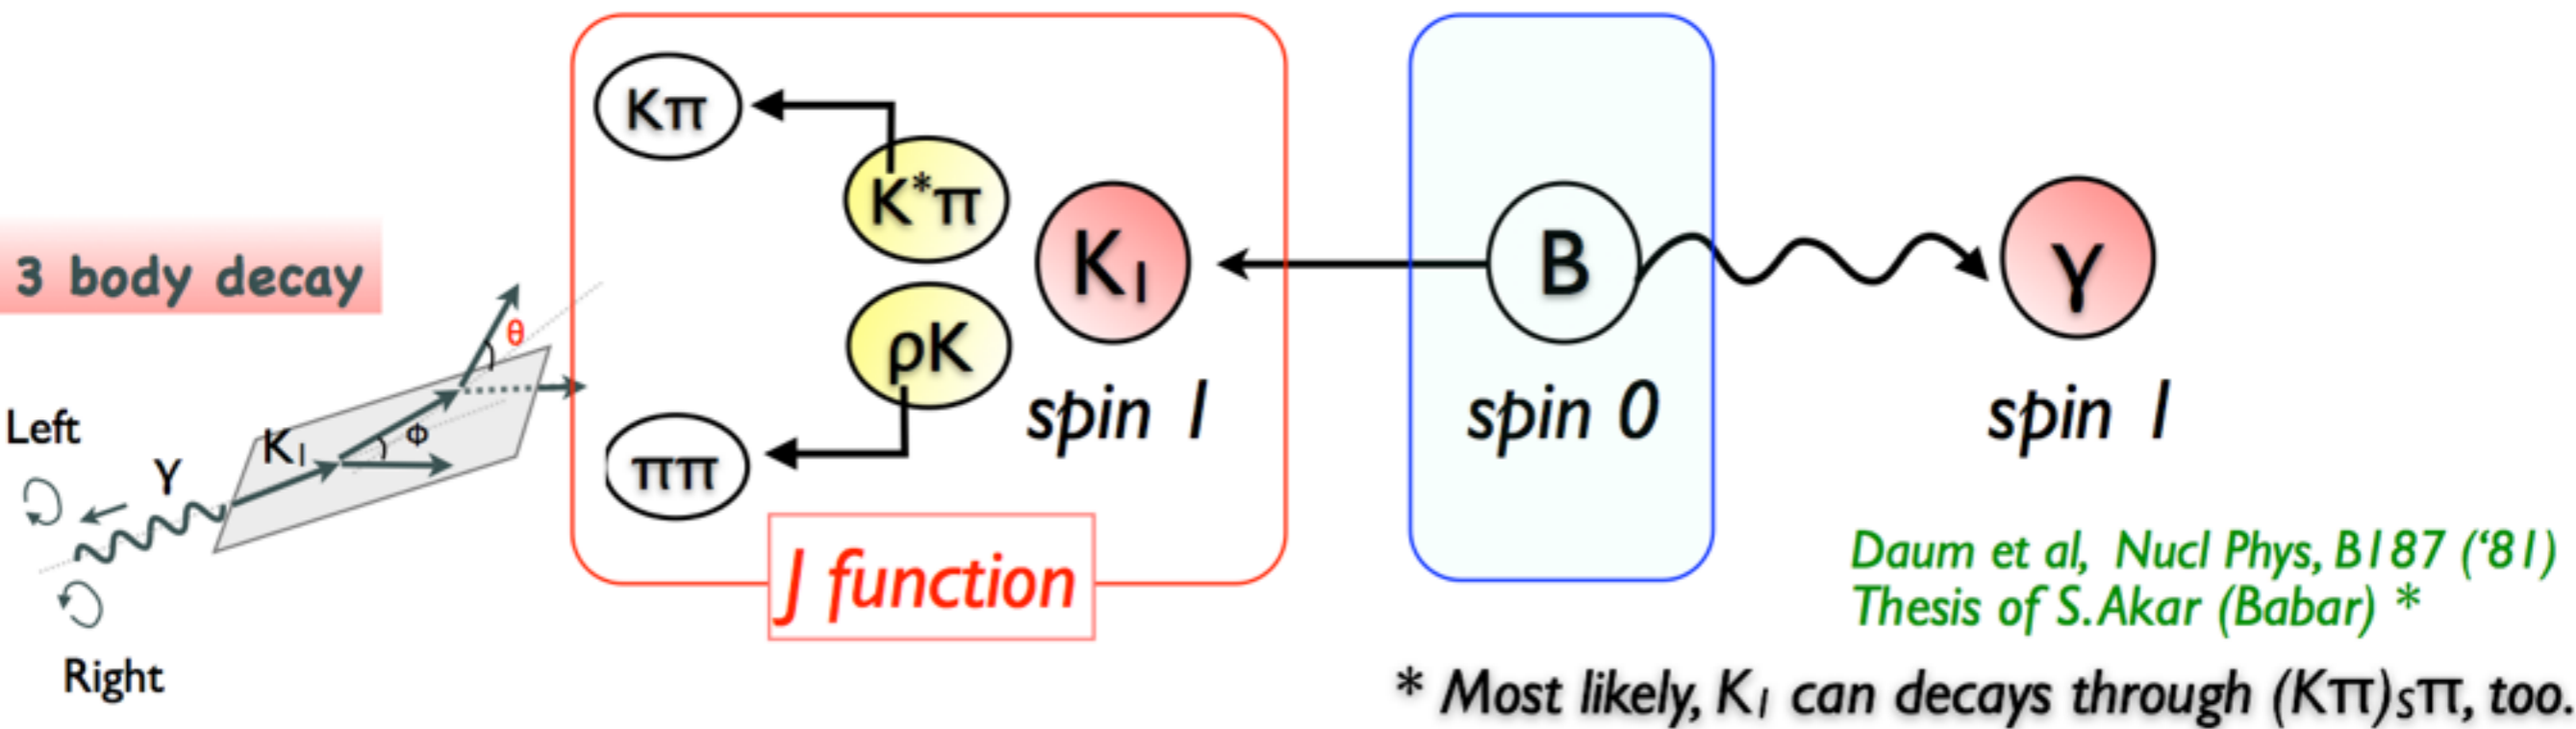 3 body decay
θ
Left
γ
K₁
Φ
Right
Kπ
K*π
ρK
ππ
K₁
spin 1
J function
B
spin 0
γ
spin 1
Daum et al, Nucl Phys, B187 (‘81)
Thesis of S. Akar (Babar) *
* Most likely, K₁ can decays through (Kπ)ₛπ, too.